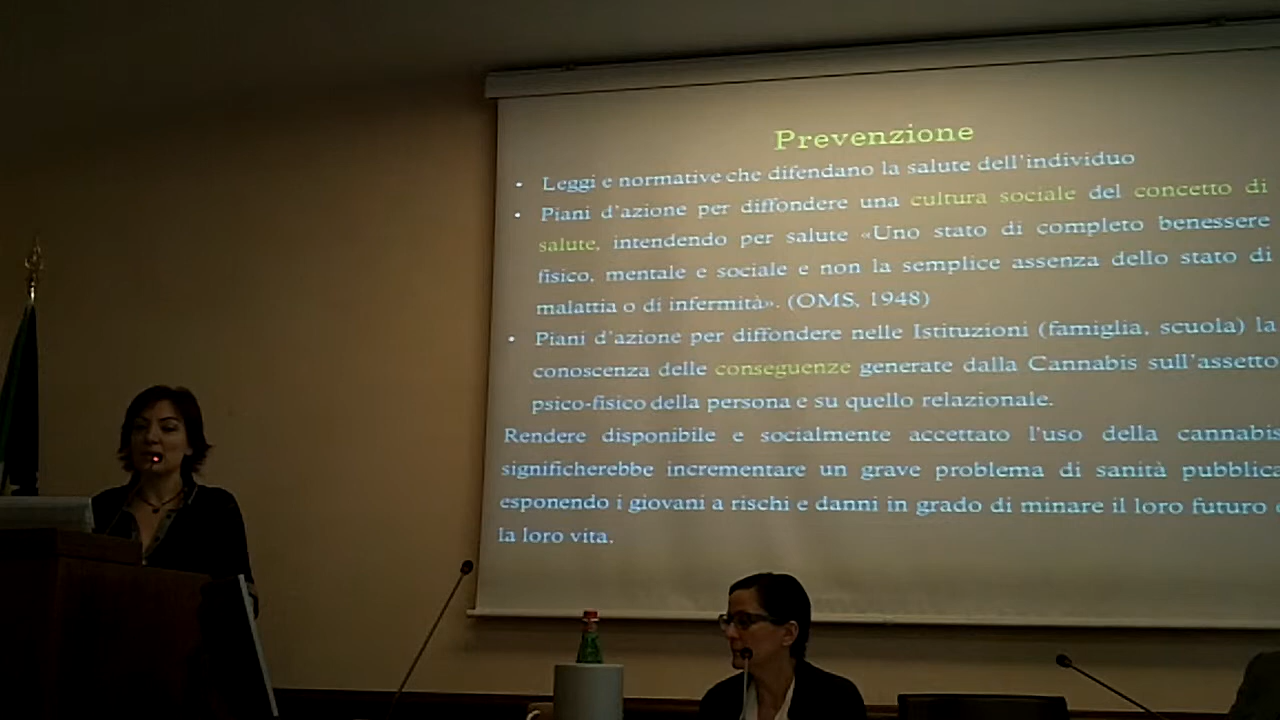 Prevenzione
• Leggi e normative che difendano la salute dell'individuo
• Piani d'azione per diffondere una cultura sociale del concetto di
salute, intendendo per salute «Uno stato di completo benessere
fisico, mentale e sociale e non la semplice assenza dello stato di
malattia o di infermità». (OMS, 1948)
• Piani d'azione per diffondere nelle Istituzioni (famiglia, scuola) la
conoscenza delle conseguenze generate dalla Cannabis sull'assetto
psico-fisico della persona e su quello relazionale.
Rendere disponibile e socialmente accettato l'uso della cannabis
significherebbe incrementare un grave problema di sanità pubblica
esponendo i giovani a rischi e danni in grado di minare il loro futuro
la loro vita.